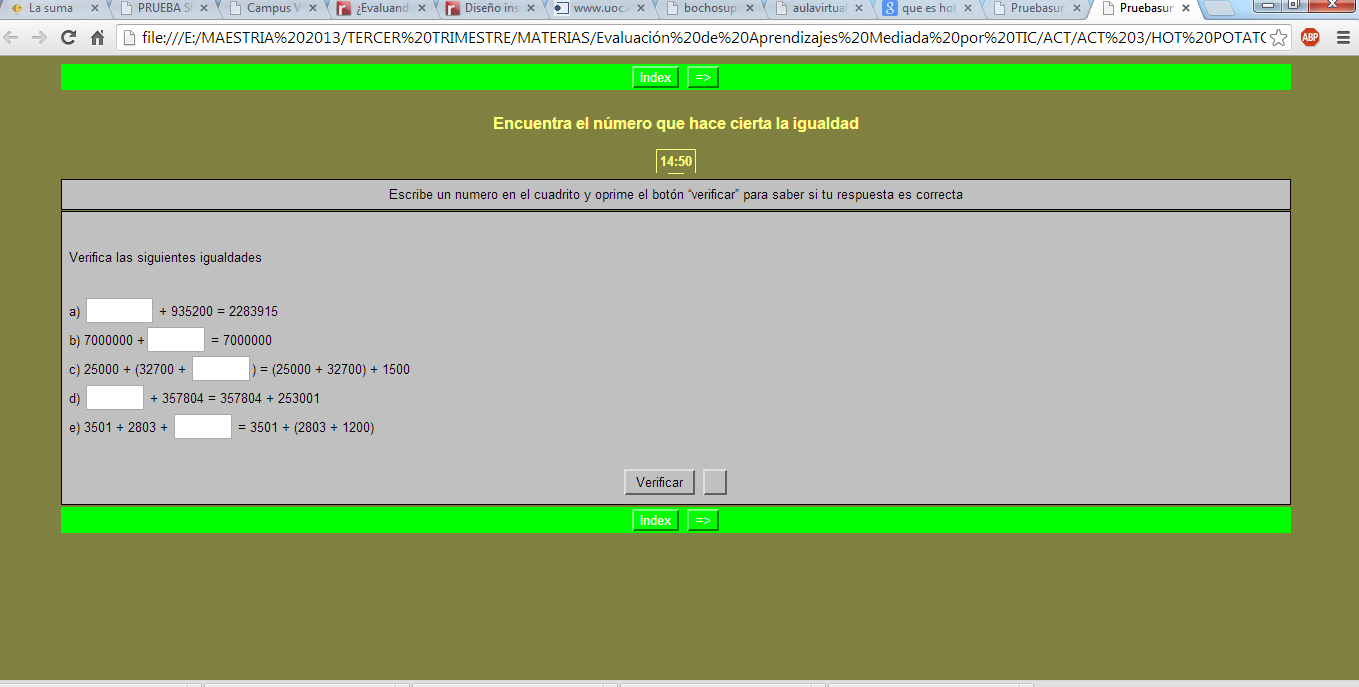 La suma PRUEBA S Campus V ¿Evaluand Diseño ins www.uoc. bochosup aulavirtual que es hot Pruebasur Pruebasur
file:///E:/MAESTRIA%202013/TERCER%20TRIMESTRE/MATERIAS/Evaluación%20de%20Aprendizajes%20Mediada%20por%20TIC/ACT/ACT%203/HOT%20POTATO ABP
Index =>
Encuentra el número que hace cierta la igualdad
14:50
Escribe un numero en el cuadrito y oprime el botón “verificar” para saber si tu respuesta es correcta
Verifica las siguientes igualdades
a) + 935200 = 2283915
b) 7000000 + = 7000000
c) 25000 + (32700 + ) = (25000 + 32700) + 1500
d) + 357804 = 357804 + 253001
e) 3501 + 2803 + = 3501 + (2803 + 1200)
Verificar
Index =>